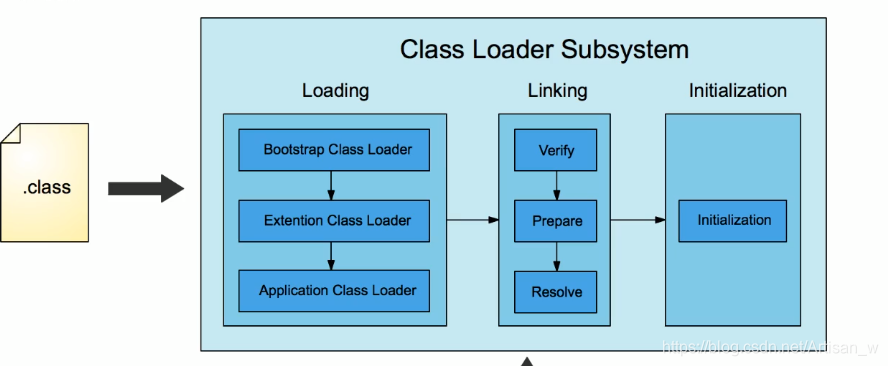 Class Loader Subsystem
Loading
Linking
Initialization
.class
Bootstrap Class Loader
Extention Class Loader
Application Class Loader
Verify
Prepare
Resolve
Initialization
https://blog.csdn.net/Artisan_w